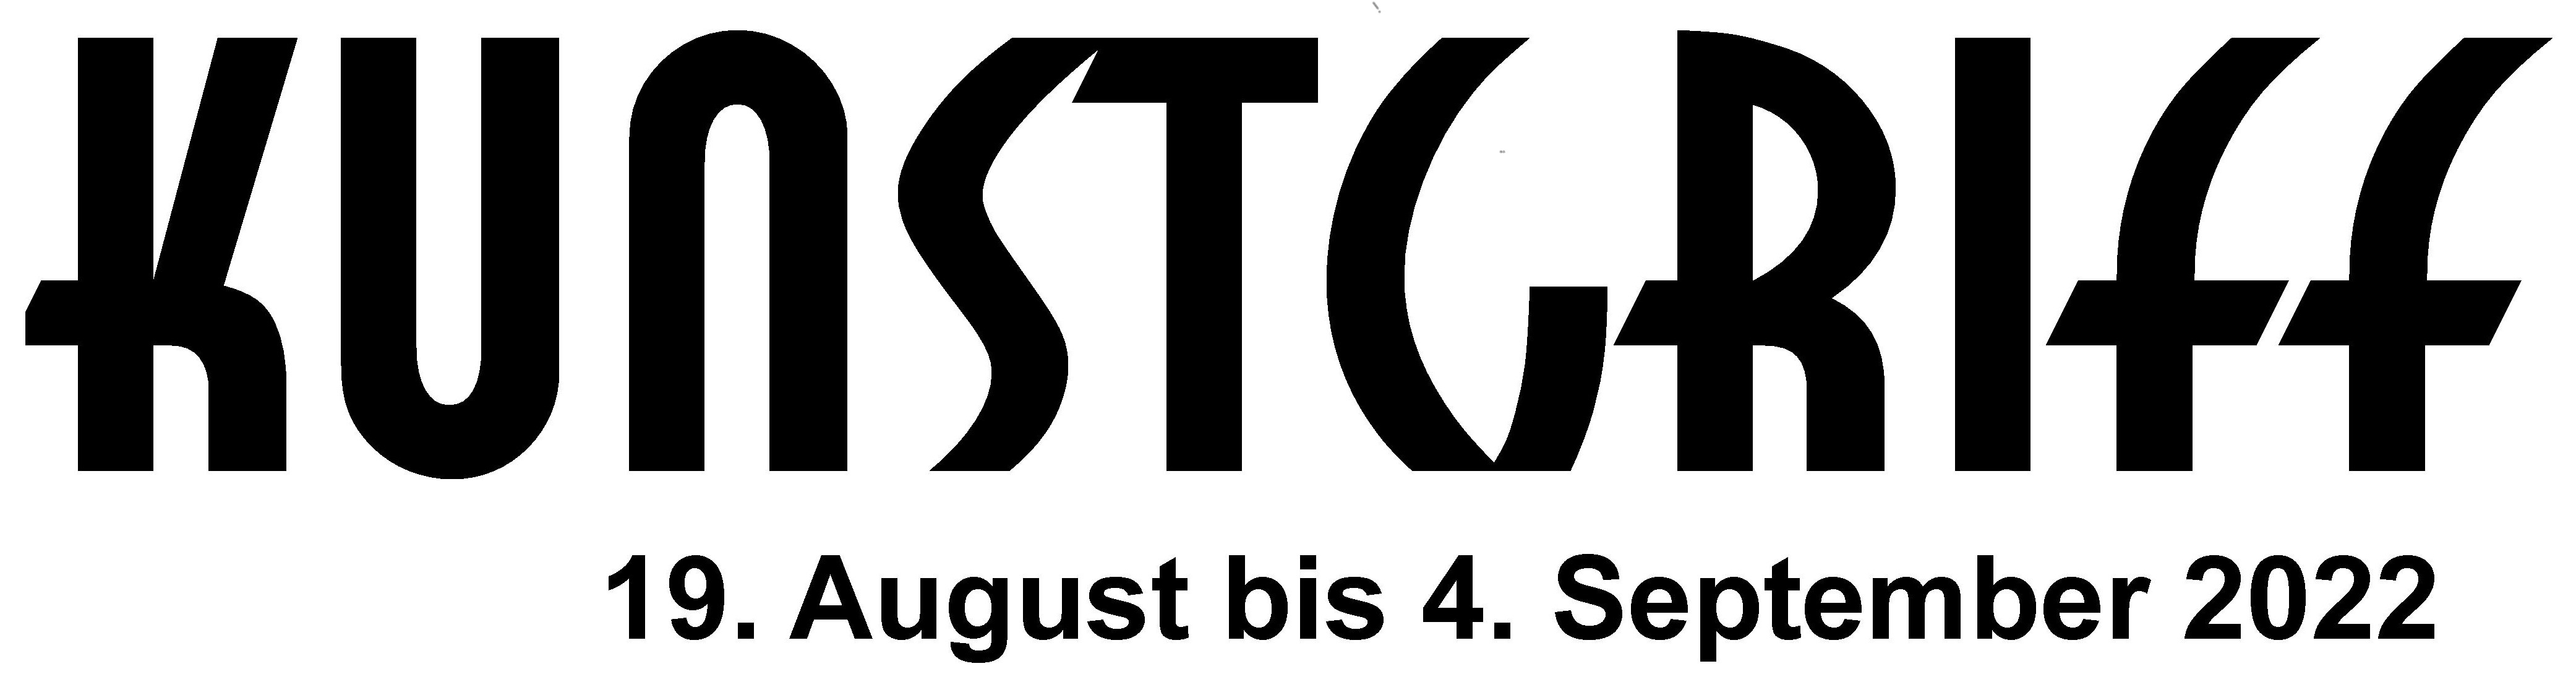 KUNSTGRIFF
19. August bis 4. September 2022